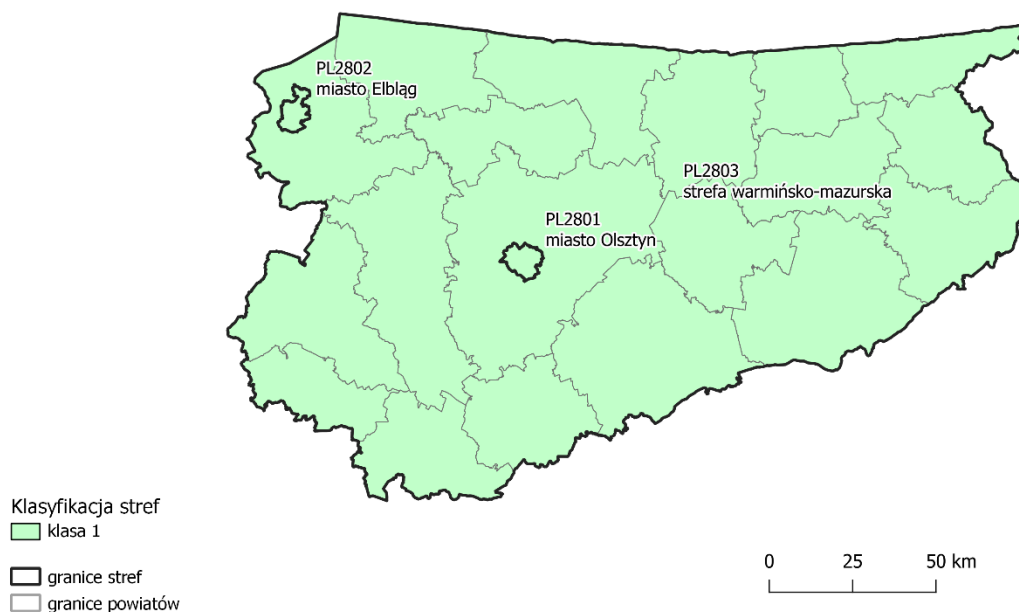 PL2802
miasto Elbląg
PL2803
strefa warmińsko-mazurska
PL2801
miasto Olsztyn
Klasyfikacja stref
klasa 1
granice stref
granice powiatów
0 25 50 km